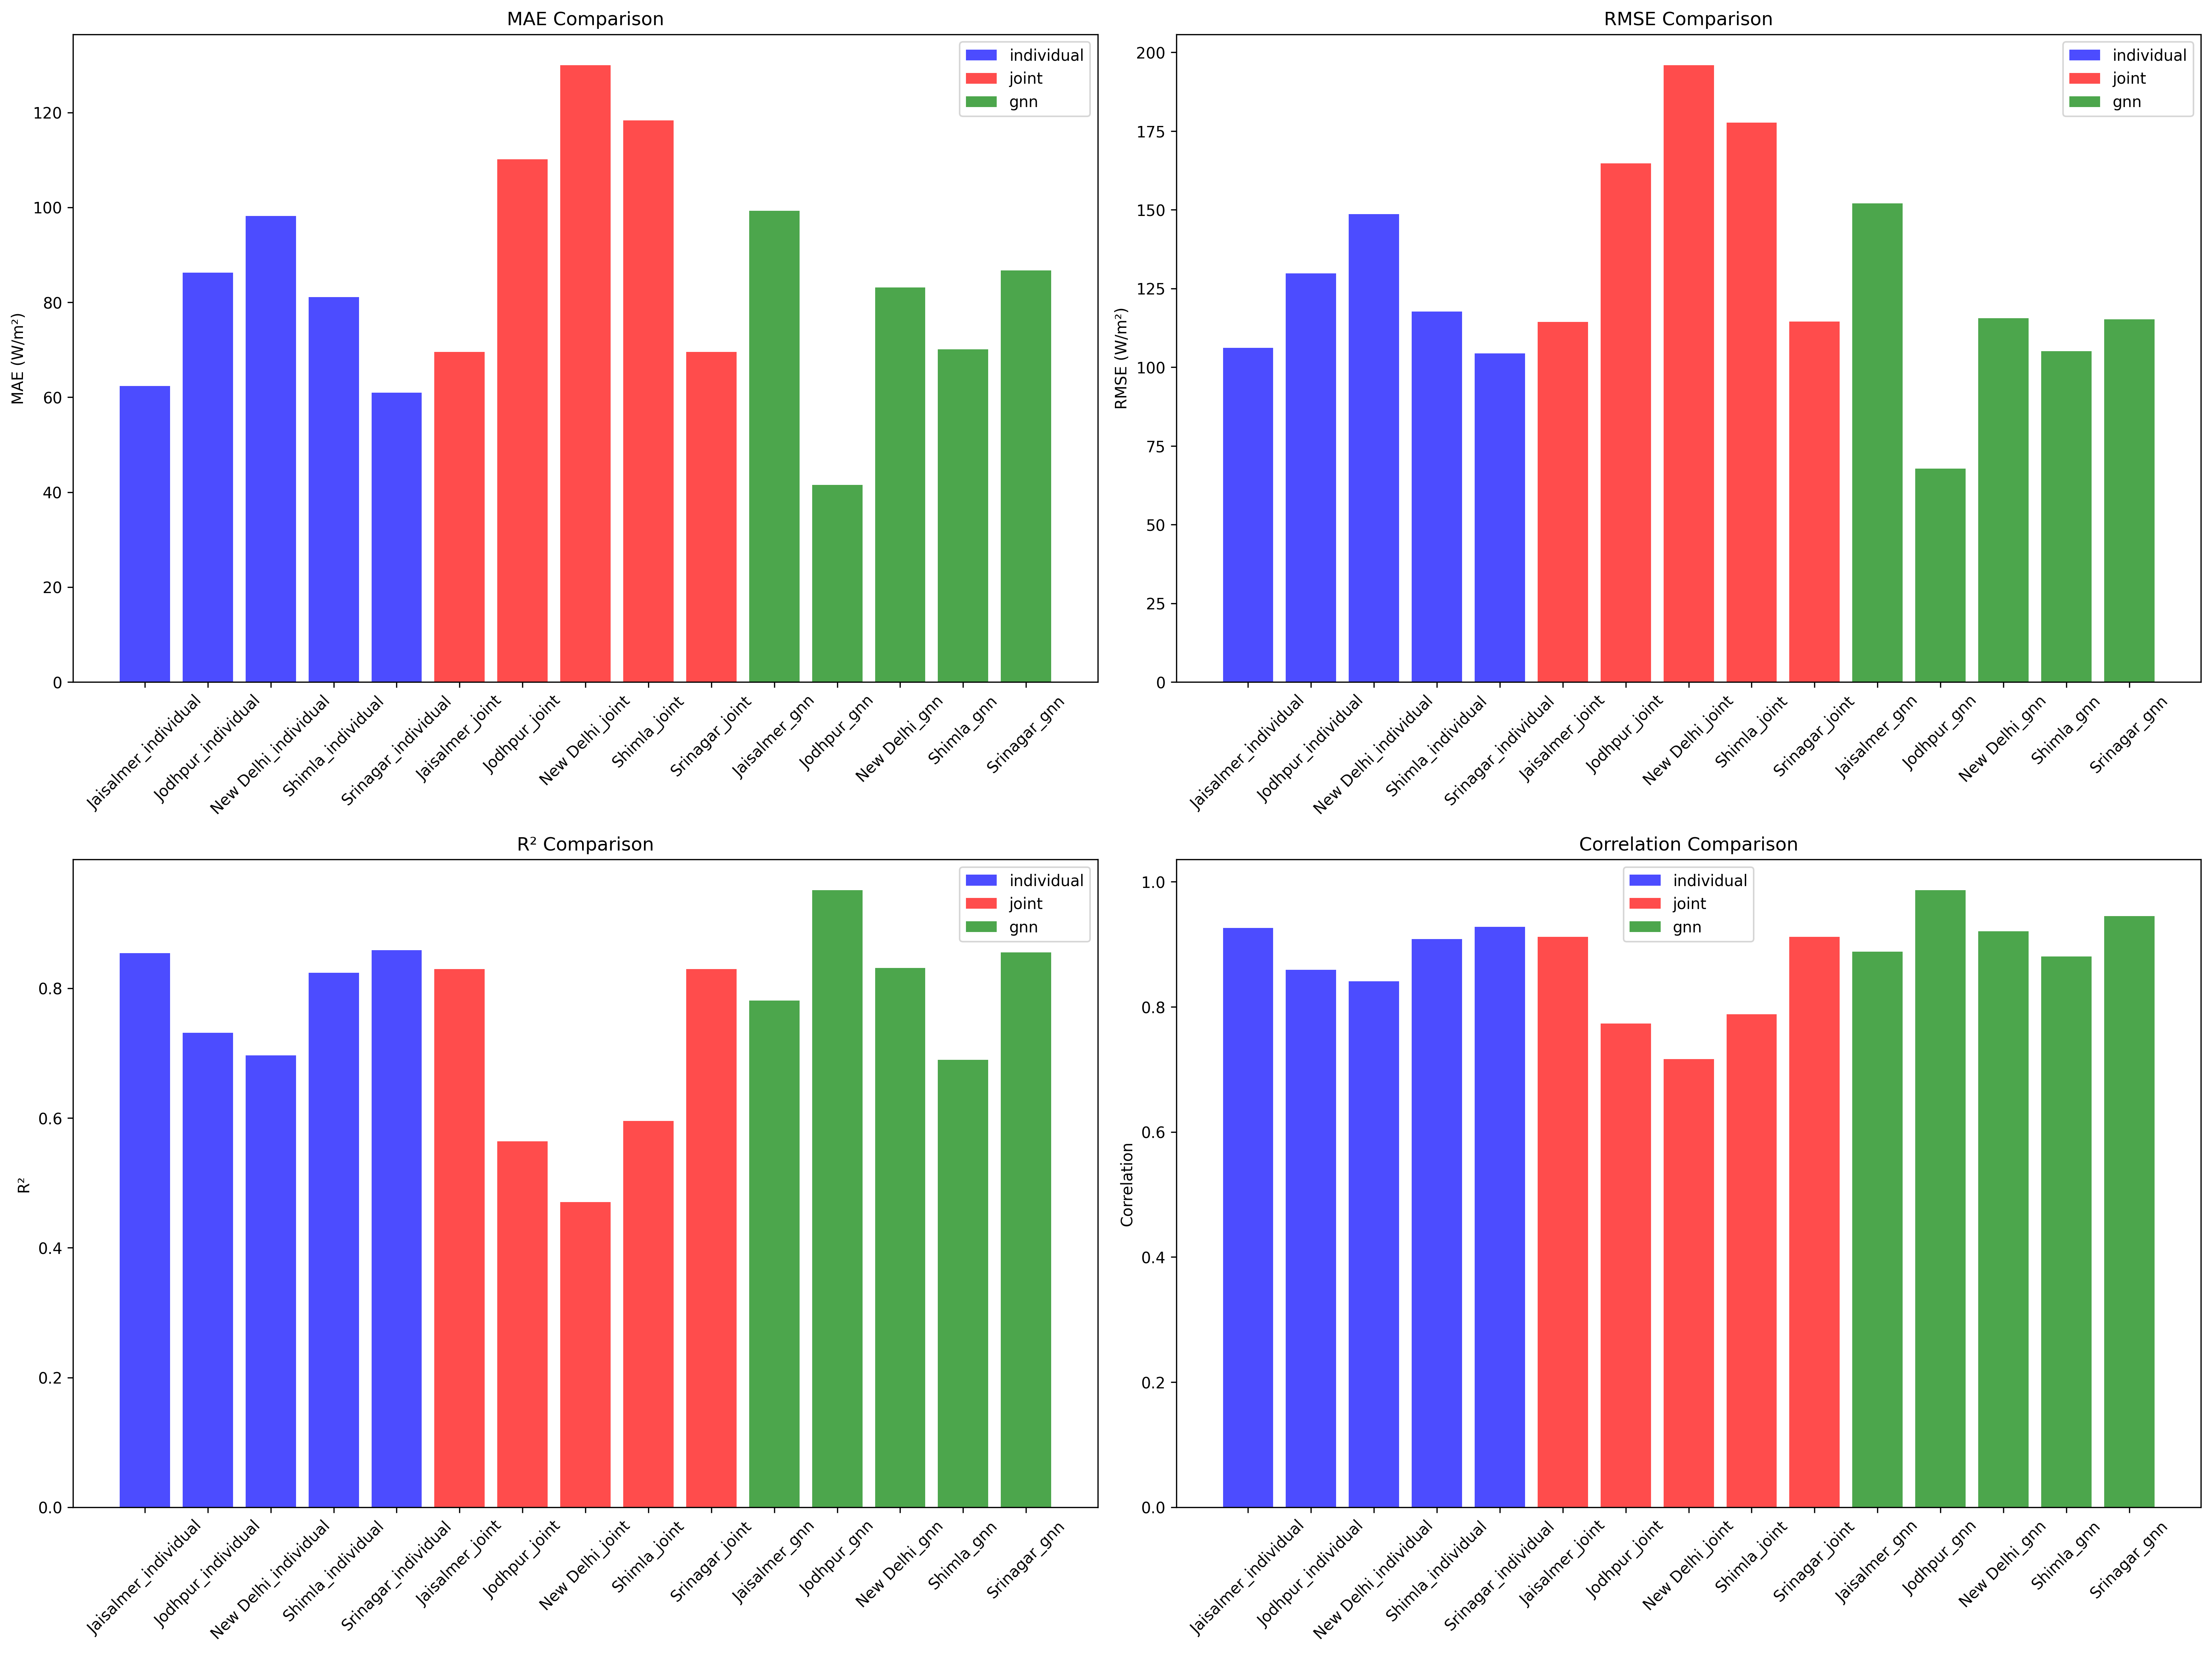 MAE Comparison
MAE (W/m²)
120
100
80
60
40
20
0
individual
joint
gnn
Jaisalmer_individual
Jodhpur_individual
New Delhi_individual
Shimla_individual
Srinagar_individual
Jaisalmer_joint
Jodhpur_joint
New Delhi_joint
Shimla_joint
Srinagar_joint
Jaisalmer_gnn
Jodhpur_gnn
New Delhi_gnn
Shimla_gnn
Srinagar_gnn
RMSE Comparison
RMSE (W/m²)
200
175
150
125
100
75
50
25
0
individual
joint
gnn
Jaisalmer_individual
Jodhpur_individual
New Delhi_individual
Shimla_individual
Srinagar_individual
Jaisalmer_joint
Jodhpur_joint
New Delhi_joint
Shimla_joint
Srinagar_joint
Jaisalmer_gnn
Jodhpur_gnn
New Delhi_gnn
Shimla_gnn
Srinagar_gnn
R² Comparison
R²
0.8
0.6
0.4
0.2
0.0
individual
joint
gnn
Jaisalmer_individual
Jodhpur_individual
New Delhi_individual
Shimla_individual
Srinagar_individual
Jaisalmer_joint
Jodhpur_joint
New Delhi_joint
Shimla_joint
Srinagar_joint
Jaisalmer_gnn
Jodhpur_gnn
New Delhi_gnn
Shimla_gnn
Srinagar_gnn
Correlation Comparison
Correlation
1.0
0.8
0.6
0.4
0.2
0.0
individual
joint
gnn
Jaisalmer_individual
Jodhpur_individual
New Delhi_individual
Shimla_individual
Srinagar_individual
Jaisalmer_joint
Jodhpur_joint
New Delhi_joint
Shimla_joint
Srinagar_joint
Jaisalmer_gnn
Jodhpur_gnn
New Delhi_gnn
Shimla_gnn
Srinagar_gnn